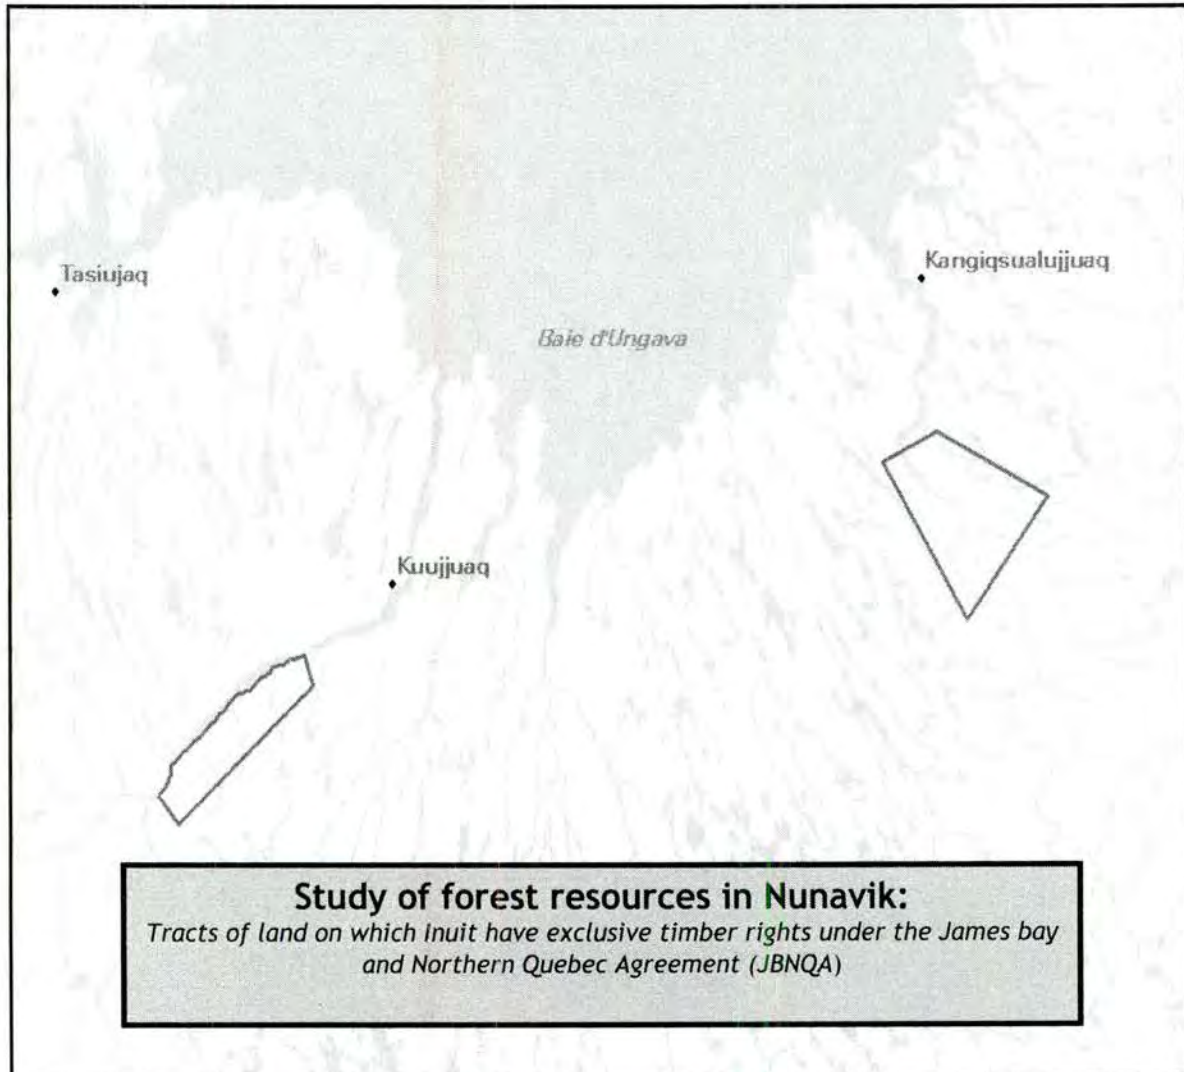 Tasiujaq
Kangiqsualujjuaq
Baie d'Ungava
Kuujjuaq
Study of forest resources in Nunavik:
Tracts of land on which Inuit have exclusive timber rights under the James bay
and Northern Quebec Agreement (JBNQA)